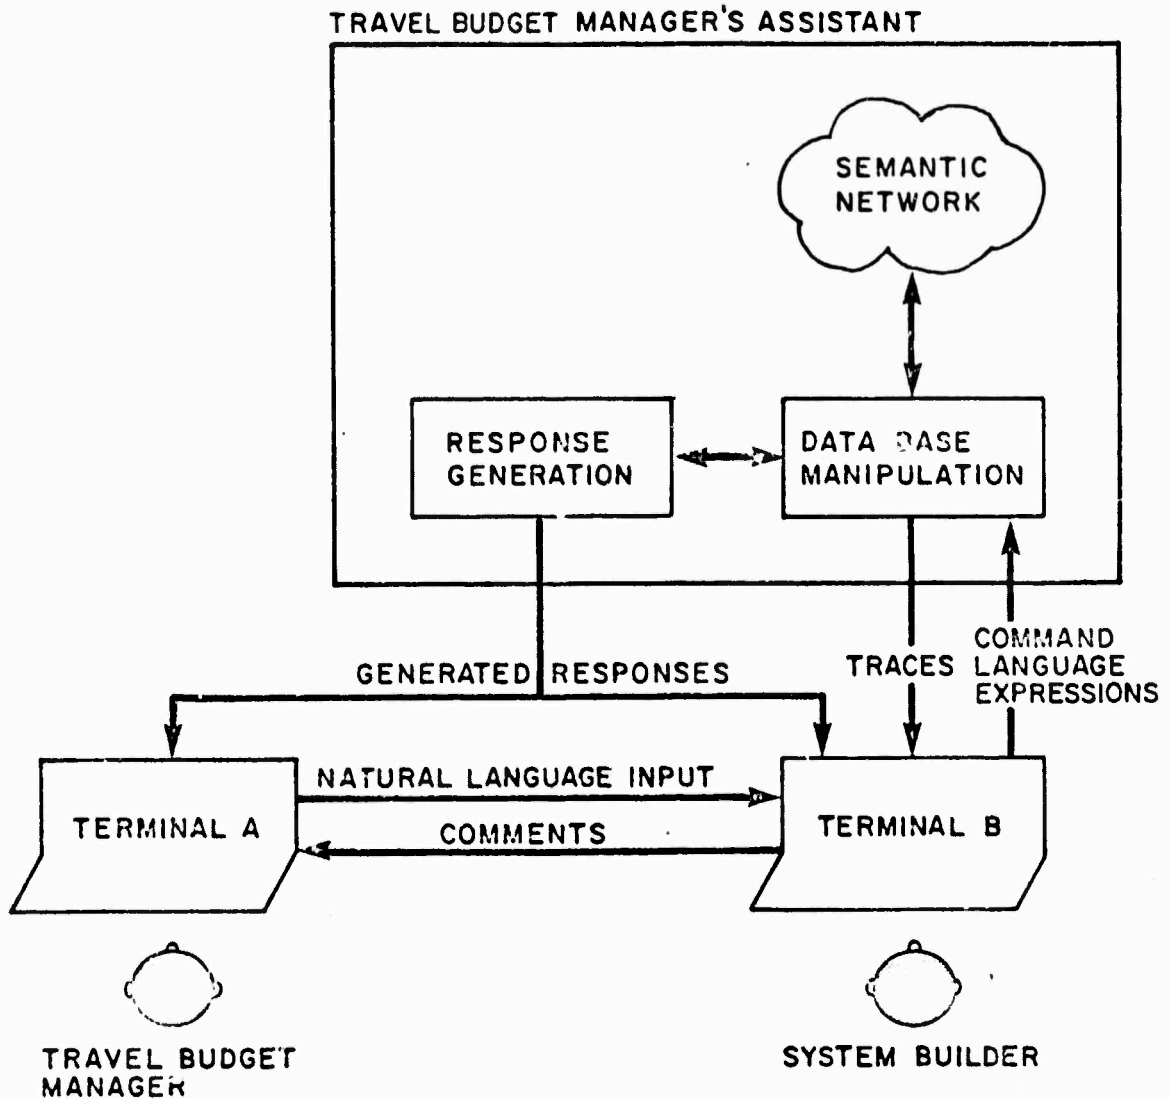 TRAVEL BUDGET MANAGER'S ASSISTANT
SEMANTIC
NETWORK
RESPONSE
GENERATION
DATA BASE
MANIPULATION
GENERATED RESPONSES
TRACES
COMMAND
LANGUAGE
EXPRESSIONS
NATURAL LANGUAGE INPUT
COMMENTS
TERMINAL A
TERMINAL B
TRAVEL BUDGET
MANAGER
SYSTEM BUILDER